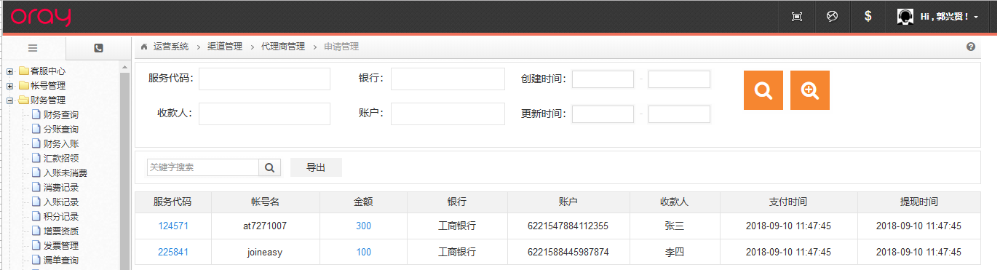 oray
$ Hi , 郭兴贤 !
运营系统 > 渠道管理 > 代理商管理 > 申请管理
客服中心
帐号管理
财务管理
财务查询
分账查询
财务入账
汇款招领
入账未消费
消费记录
入账记录
积分记录
增票资质
发票管理
漏单查询
服务代码： 银行： 创建时间： -
收款人： 账户： 更新时间： -
关键字搜索 导出
服务代码 帐号名 金额 银行 账户 收款人 支付时间 提现时间
124571 at7271007 300 工商银行 6221547884112355 张三 2018-09-10 11:47:45 2018-09-10 11:47:45
225841 joineasy 100 工商银行 6221588445987874 李四 2018-09-10 11:47:45 2018-09-10 11:47:45